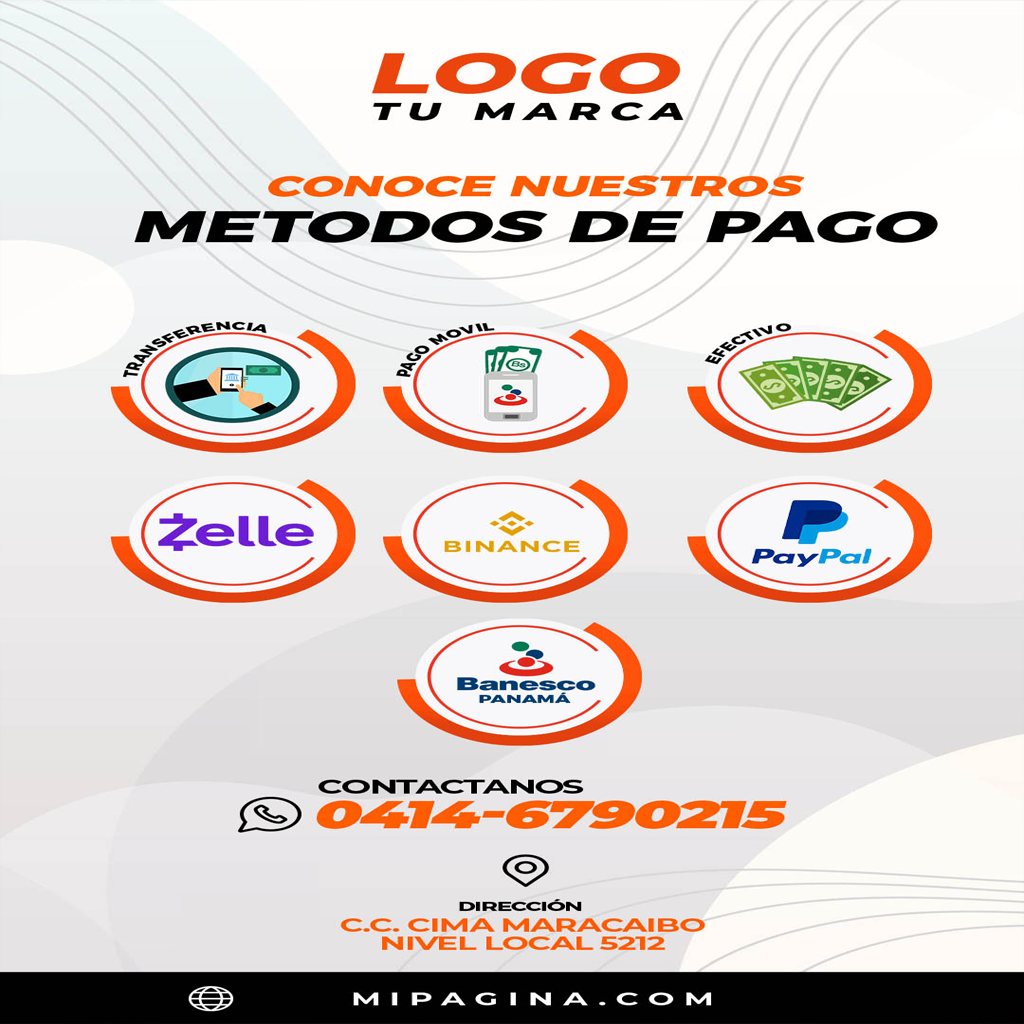 LOGO
TU MARCA
CONOCE NUESTROS
METODOS DE PAGO
TRANSFERENCIA
PAGO MOVIL
Bs
EFECTIVO
Zelle
BINANCE
PayPal
Banesco
PANAMÁ
CONTACTANOS
0414-6790215
DIRECCIÓN
C.C. CIMA MARACAIBO
NIVEL LOCAL 5212
MIPAGINA.COM